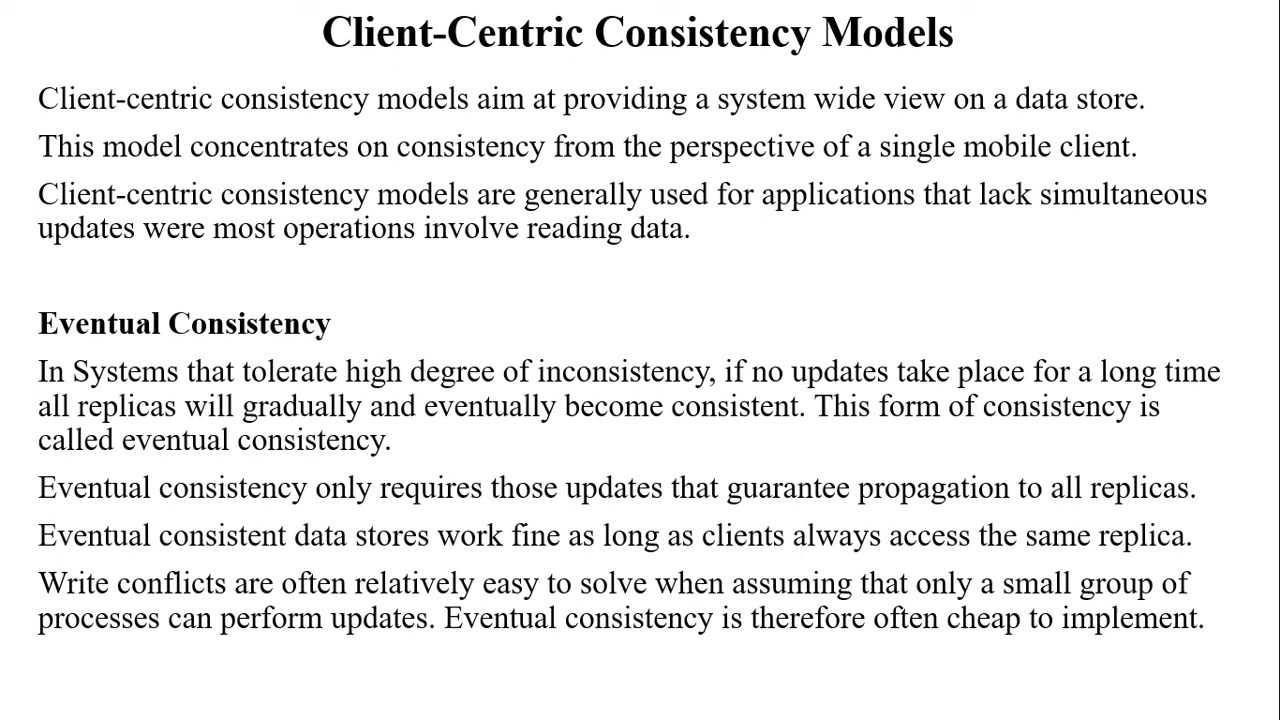 Client-Centric Consistency Models
Client-centric consistency models aim at providing a system wide view on a data store.
This model concentrates on consistency from the perspective of a single mobile client.
Client-centric consistency models are generally used for applications that lack simultaneous
updates were most operations involve reading data.
Eventual Consistency
In Systems that tolerate high degree of inconsistency, if no updates take place for a long time
all replicas will gradually and eventually become consistent. This form of consistency is
called eventual consistency.
Eventual consistency only requires those updates that guarantee propagation to all replicas.
Eventual consistent data stores work fine as long as clients always access the same replica.
Write conflicts are often relatively easy to solve when assuming that only a small group of
processes can perform updates. Eventual consistency is therefore often cheap to implement.